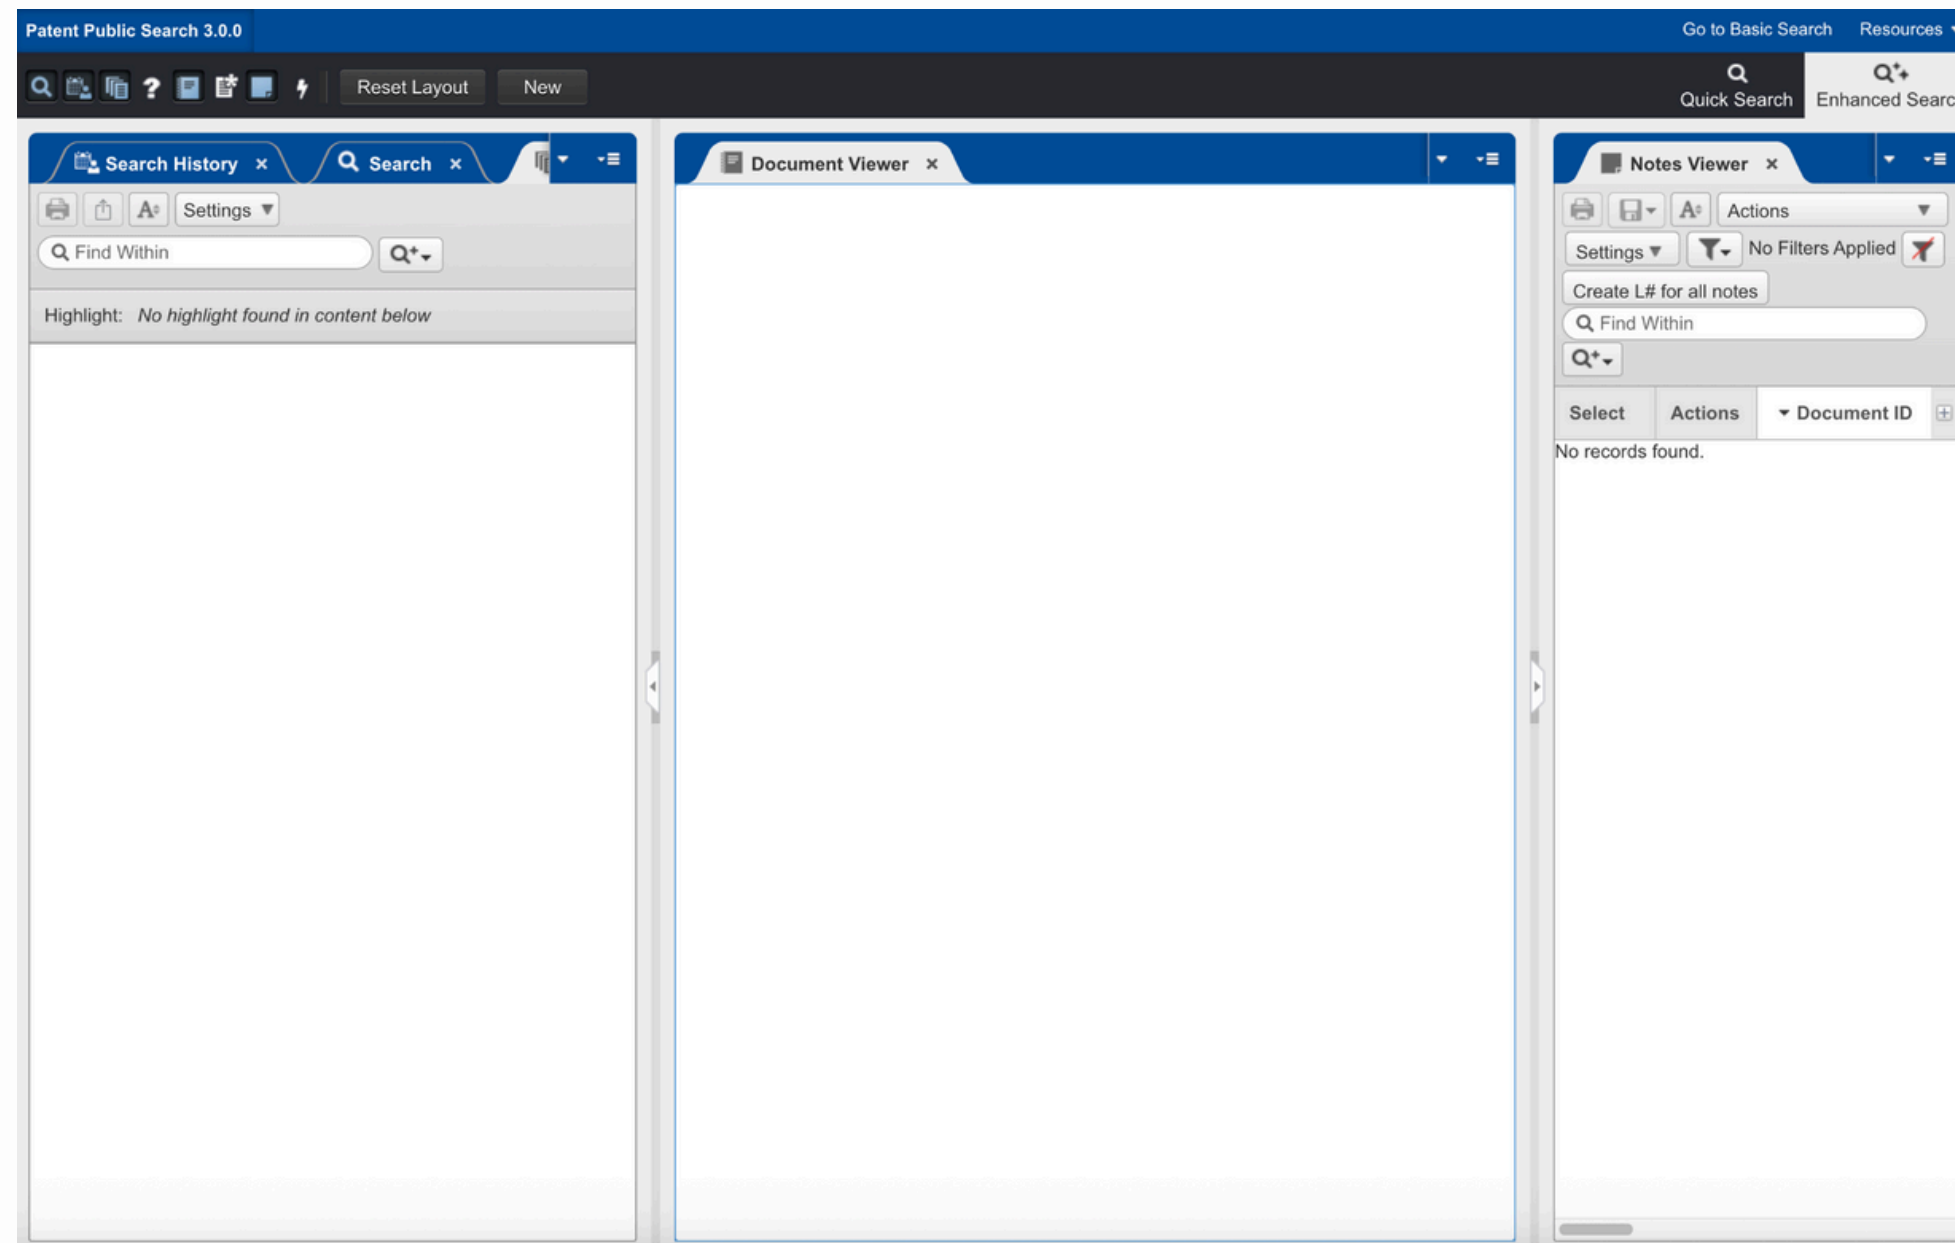 Patent Public Search 3.0.0
Go to Basic Search Resources
Reset Layout New
Quick Search
Enhanced Searc
Search History
Search
Settings
Find Within
Highlight: No highlight found in content below
Document Viewer
Notes Viewer
Actions
Settings No Filters Applied
Create L# for all notes
Find Within
Select Actions Document ID
No records found.